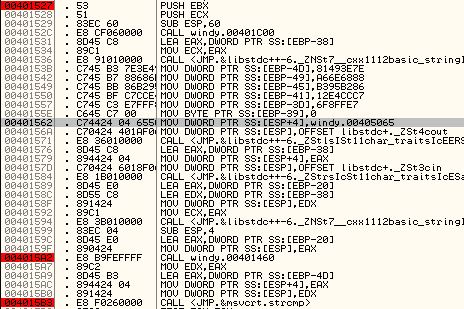 00401527 . 53 PUSH EBX
00401528 . 51 PUSH ECX
00401529 . 83EC 60 SUB ESP,60
0040152C . E8 CF060000 CALL windy.00401C00
00401531 . 8D45 C8 LEA EAX,DWORD PTR SS:[EBP-38]
00401534 . 89C1 MOV ECX,EAX
00401536 . E8 91010000 CALL <JMP.&libstdc++-6._ZNSt7__cxx1112basic_stringI
0040153B . C745 B3 7E3E4 MOV DWORD PTR SS:[EBP-4D],81493E7E
00401542 . C745 B7 88686 MOV DWORD PTR SS:[EBP-49],A66E6888
00401549 . C745 BB 86B29 MOV DWORD PTR SS:[EBP-45],B395B286
00401550 . C745 BF C7CCE MOV DWORD PTR SS:[EBP-41],12E4CCC7
00401557 . C745 C3 E7FFF MOV DWORD PTR SS:[EBP-3D],6F8FFFE7
0040155E . C645 C7 00 MOV BYTE PTR SS:[EBP-39],0
00401562 . C74424 04 655 MOV DWORD PTR SS:[ESP+4],windy.00405065
0040156A . C70424 401AF0 MOV DWORD PTR SS:[ESP],OFFSET libstdc+._ZSt4cout
00401571 . E8 36010000 CALL <JMP.&libstdc++-6._ZStlsISt11char_traitsIcEERS
00401576 . 8D45 C8 LEA EAX,DWORD PTR SS:[EBP-38]
00401579 . 894424 04 MOV DWORD PTR SS:[ESP+4],EAX
0040157D . C70424 6018F0 MOV DWORD PTR SS:[ESP],OFFSET libstdc+._ZSt3cin
00401584 . E8 1B010000 CALL <JMP.&libstdc++-6._ZStrsIcSt11char_traitsIcESa
00401589 . 8D45 E0 LEA EAX,DWORD PTR SS:[EBP-20]
0040158C . 8D55 C8 LEA EDX,DWORD PTR SS:[EBP-38]
0040158F . 891424 MOV DWORD PTR SS:[ESP],EDX
00401592 . 89C1 MOV ECX,EAX
00401594 . E8 3B010000 CALL <JMP.&libstdc++-6._ZNSt7__cxx1112basic_stringI
00401599 . 83EC 04 SUB ESP,4
0040159C . 8D45 E0 LEA EAX,DWORD PTR SS:[EBP-20]
0040159F . 890424 MOV DWORD PTR SS:[ESP],EAX
004015A2 . E8 B9FEFFFF CALL windy.00401460
004015A7 . 89C2 MOV EDX,EAX
004015A9 . 8D45 B3 LEA EAX,DWORD PTR SS:[EBP-4D]
004015AC . 894424 04 MOV DWORD PTR SS:[ESP+4],EAX
004015B0 . 891424 MOV DWORD PTR SS:[ESP],EDX
004015B3 . E8 F0260000 CALL <JMP.&msvcrt.strcmp>